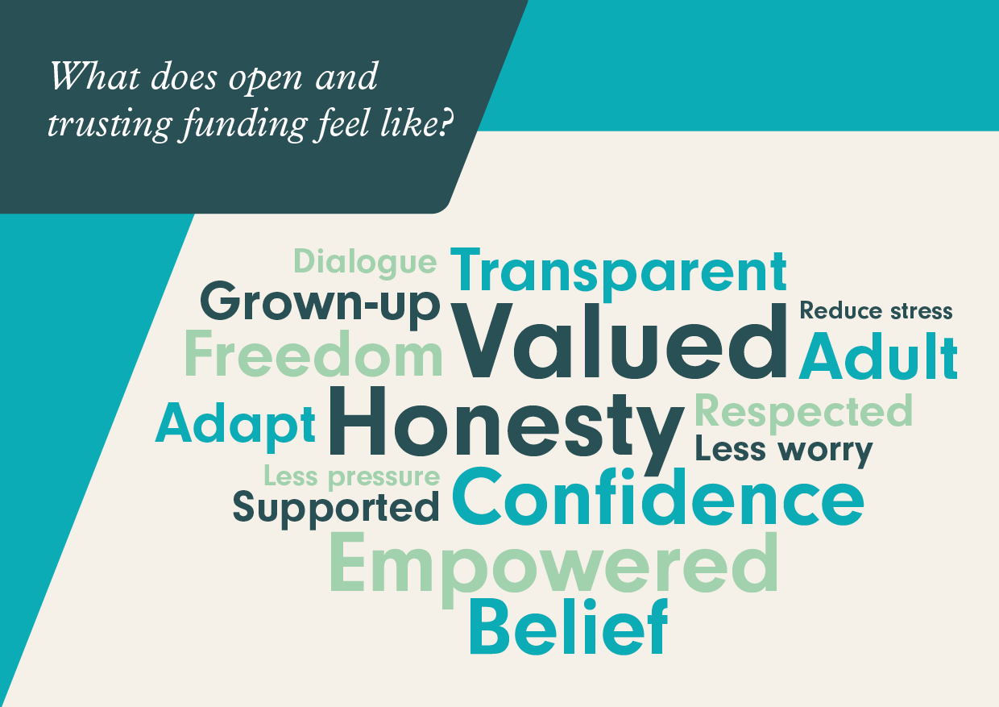 What does open and
trusting funding feel like?
Dialogue
Transparent
Grown-up
Valued
Reduce stress
Freedom
Adult
Adapt
Honesty
Respected
Less worry
Less pressure
Supported
Confidence
Empowered
Belief